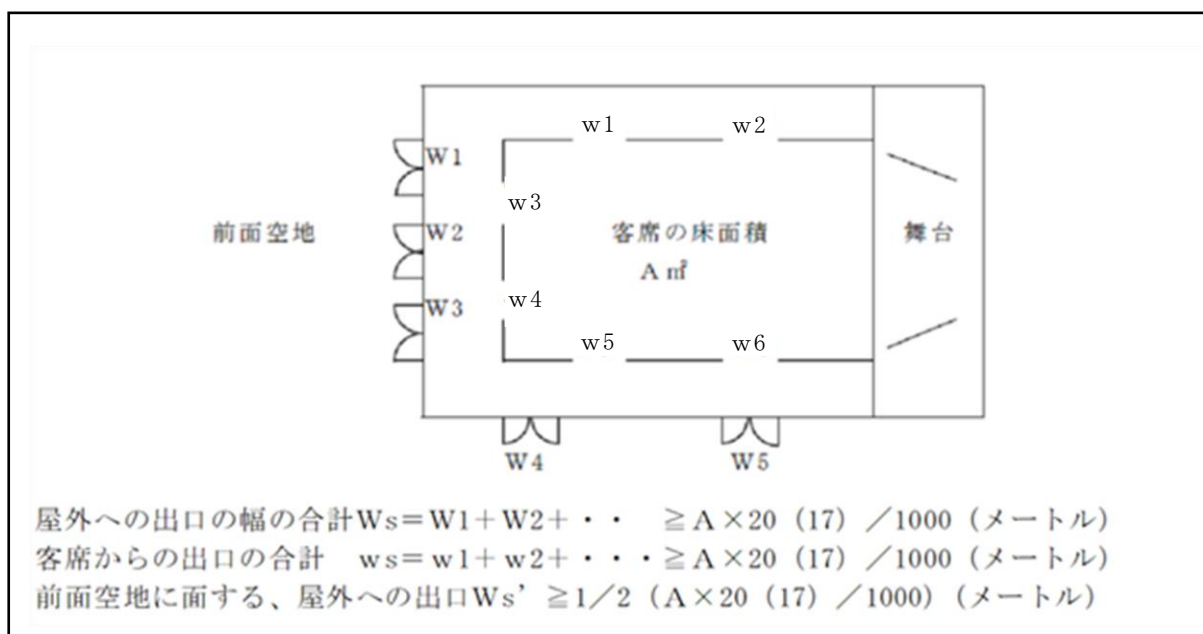 w1
w2
W1
w3
前面空地
W2
客席の床面積
舞台
A㎡
W3
w4
w5
w6
W4
W5
屋外への出口の幅の合計Ws=W1+W2+・・ ≧A×20(17)/1000(メートル)
客席からの出口の合計 ws=w1+w2+・・・≧A×20(17)/1000(メートル)
前面空地に面する、屋外への出口Ws’≧1/2(A×20(17)/1000)(メートル)